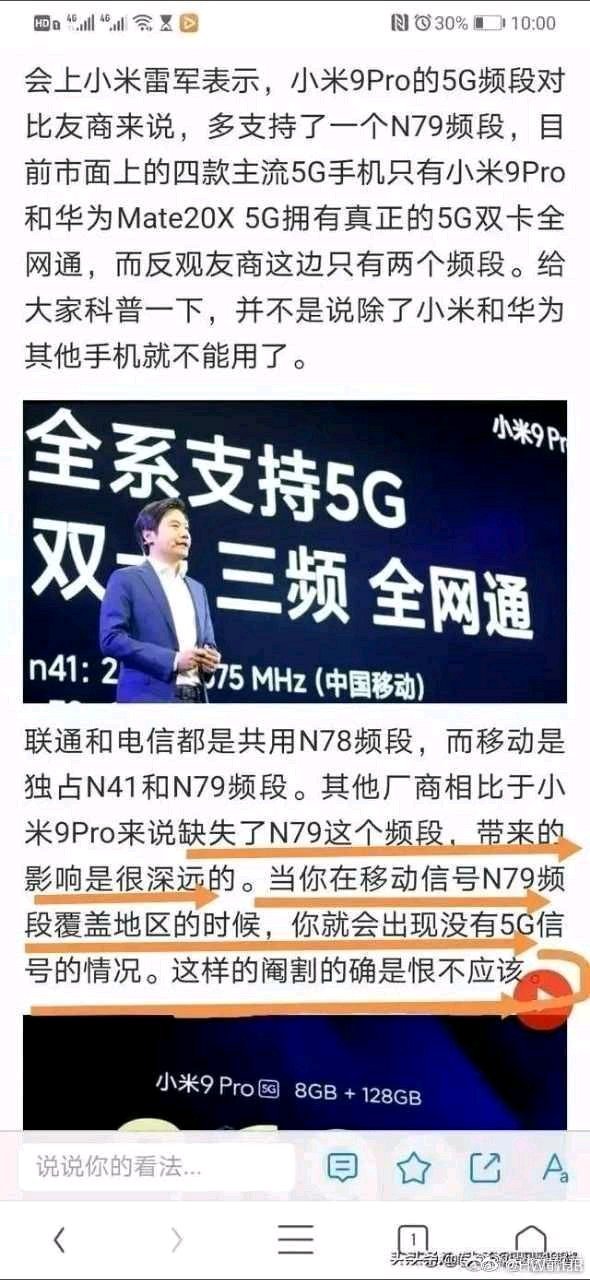 HD 4G 4G 30% 10:00
会上小米雷军表示，小米9Pro的5G频段对
比友商来说，多支持了一个N79频段，目
前市面上的四款主流5G手机只有小米9Pro
和华为Mate20X 5G拥有真正的5G双卡全
网通，而反观友商这边只有两个频段。给
大家科普一下，并不是说除了小米和华为
其他手机就不能用了。
小米9 Pr
全系支持5G
双 三频 全网通
n41: 2 75 MHz (中国移动)
联通和电信都是共用N78频段，而移动是
独占N41和N79频段。其他厂商相比于小
米9Pro来说缺失了N79这个频段，带来的
影响是很深远的。当你在移动信号N79频
段覆盖地区的时候，你就会出现没有5G信
号的情况。这样的阉割的确是恨不应该。
小米9 Pro 5G 8GB + 128GB
说说你的看法...
Aa
1
头条